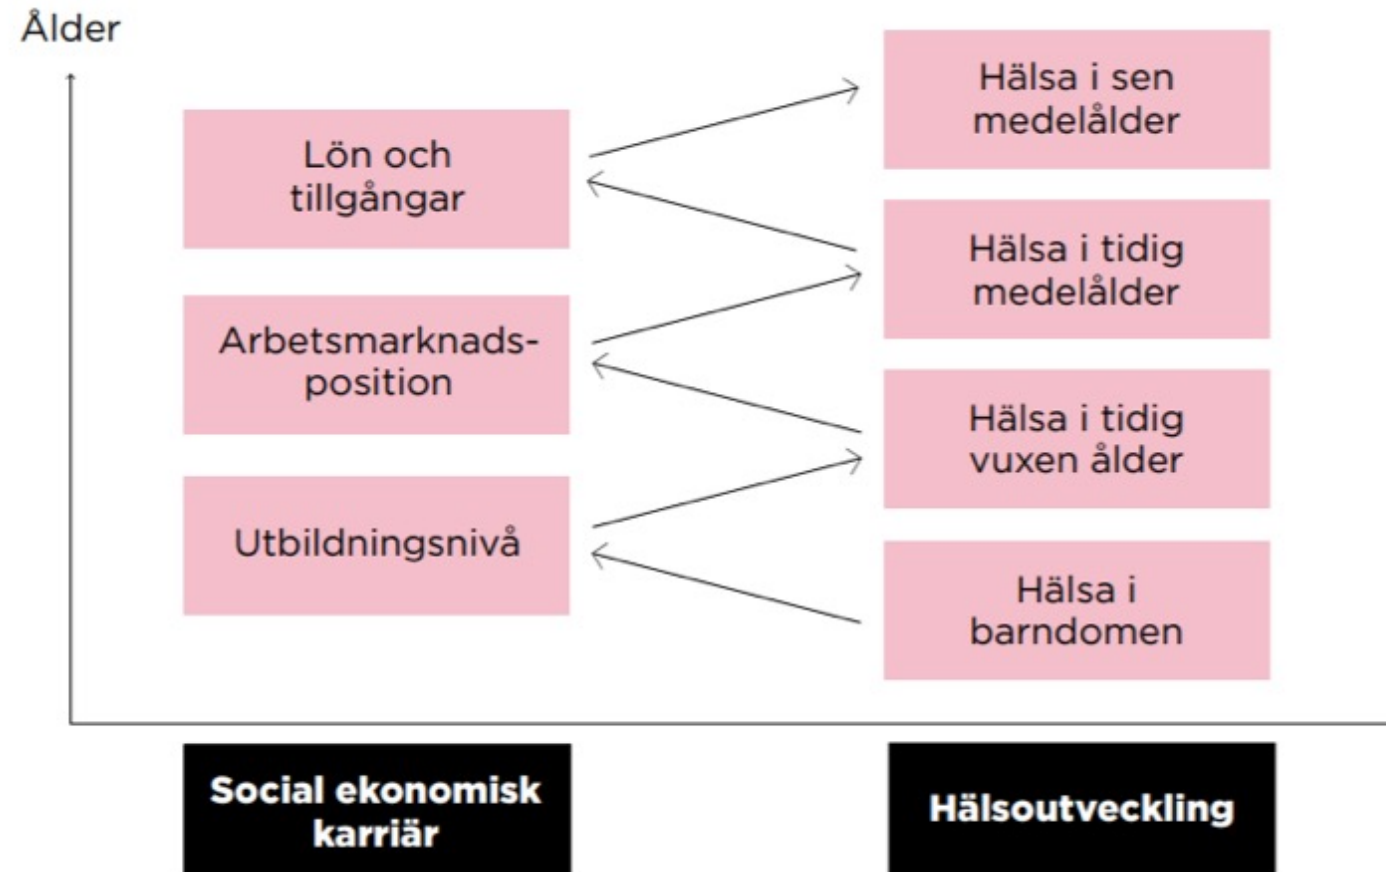 Ålder
Lön och
tillgångar
Arbetsmarknads-
position
Utbildningsnivå
Hälsa i sen
medelålder
Hälsa i tidig
medelålder
Hälsa i tidig
vuxen ålder
Hälsa i
barndomen
Social ekonomisk
karriär
Hälsoutveckling